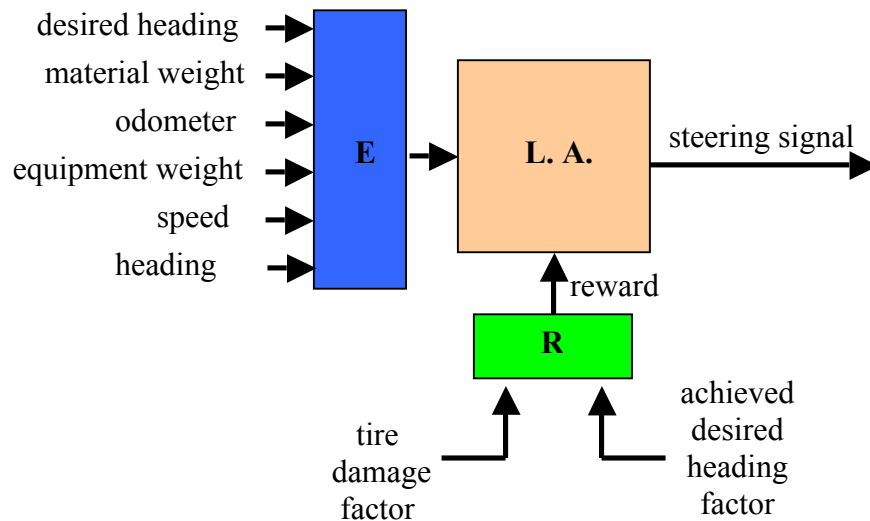 desired heading
material weight
odometer
equipment weight
speed
heading
E
L. A.
steering signal
reward
R
tire
damage
factor
achieved
desired
heading
factor